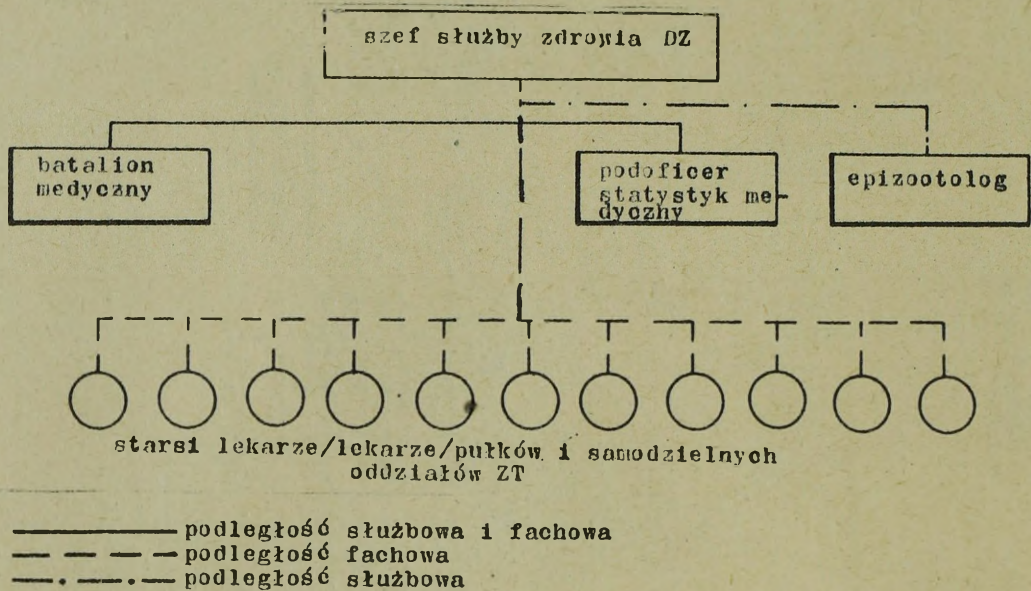 szef służby zdrowia DZ
batalion
medyczny
podoficer
statystyk me-
dyczny
epizootolog
starsi lekarze/lekarze/pułków i samodzielnych
oddziałów ZT
podległość służbowa i fachowa
podległość fachowa
podległość służbowa